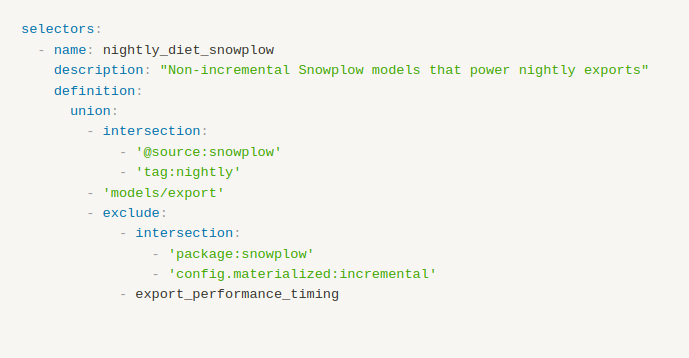 selectors:
  - name: nightly_diet_snowplow
    description: "Non-incremental Snowplow models that power nightly exports"
    definition:
      union:
        - intersection:
            - '@source:snowplow'
            - 'tag:nightly'
        - 'models/export'
        - exclude:
            - intersection:
                - 'package:snowplow'
                - 'config.materialized:incremental'
            - export_performance_timing